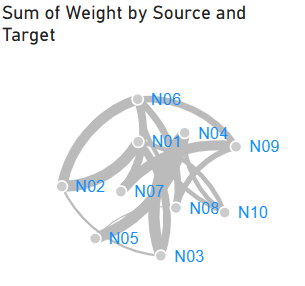 Sum of Weight by Source and
Target
N06
N01
N04
N09
N02
N07
N08
N10
N05
N03